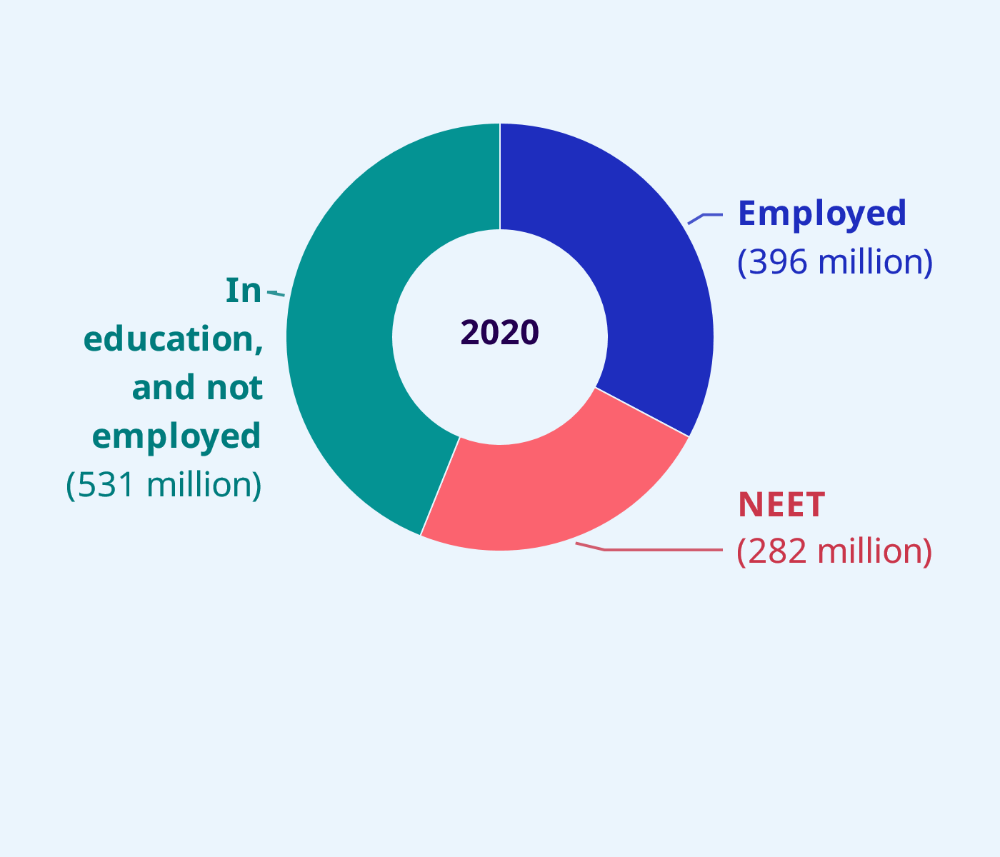 Employed
(396 million)
In
education,
and not
employed
(531 million)
2020
NEET
(282 million)